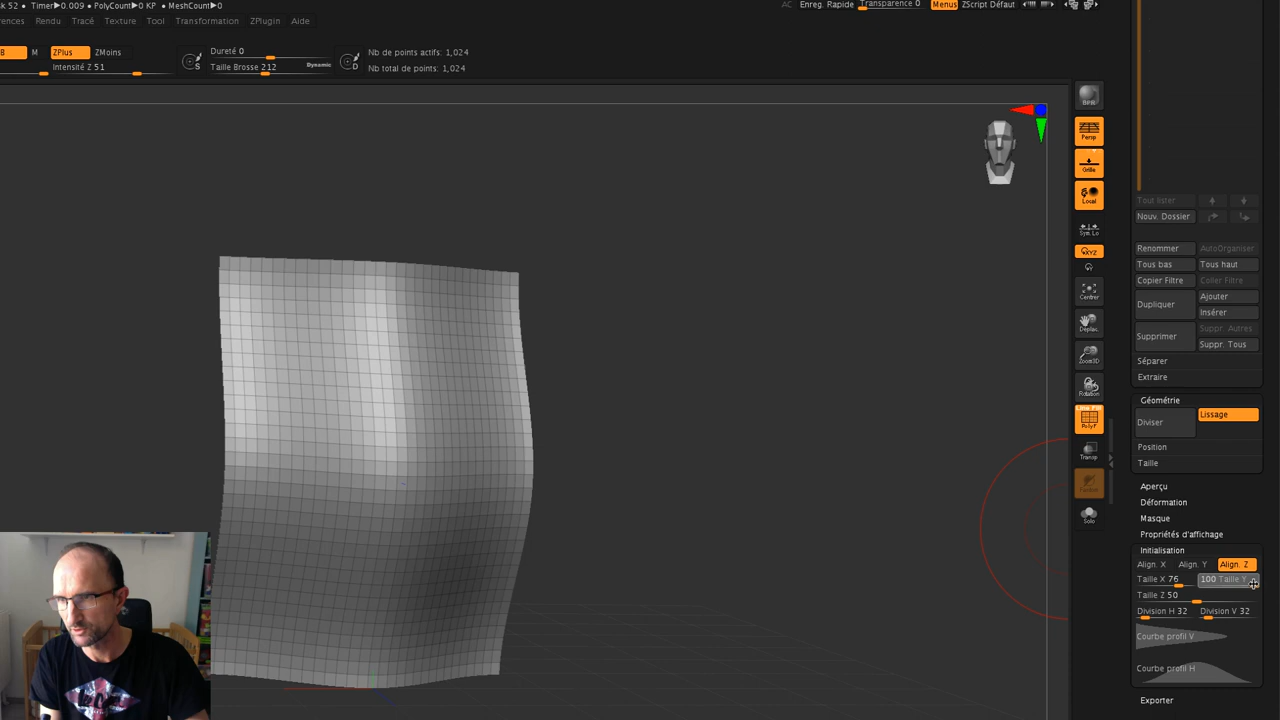 sk 52 • Timer▶0.009 • PolyCount▶0 KP • MeshCount▶0
AC Enreg. Rapide Transparence 0 Menus ZScript Défaut
rences Rendu Tracé Texture Tool Transformation ZPlugin Aide
B M ZPlus ZMoins
Intensité Z 51
S
Dureté 0
Taille Brosse 212 Dynamic
D
Nb de points actifs: 1,024
Nb total de points: 1,024
BPR
Persp
Grille
Local
Sym. Lo
XYZ
Centrer
Déplac.
Zoom3D
Rotation
Line Fill
PolyF
Transp
Solo
Tout lister
Nouv. Dossier
Renommer AutoOrganiser
Tous bas Tous haut
Copier Filtre Coller Filtre
Dupliquer
Ajouter
Insérer
Supprimer
Suppr. Autres
Suppr. Tous
Séparer
Extraire
Géométrie
Diviser
Lissage
Position
Taille
Aperçu
Déformation
Masque
Propriétés d'affichage
Initialisation
Align. X Align. Y Align. Z
Taille X 76 100 Taille Y
Taille Z 50
Division H 32 Division V 32
Courbe profil V
Courbe profil H
Exporter